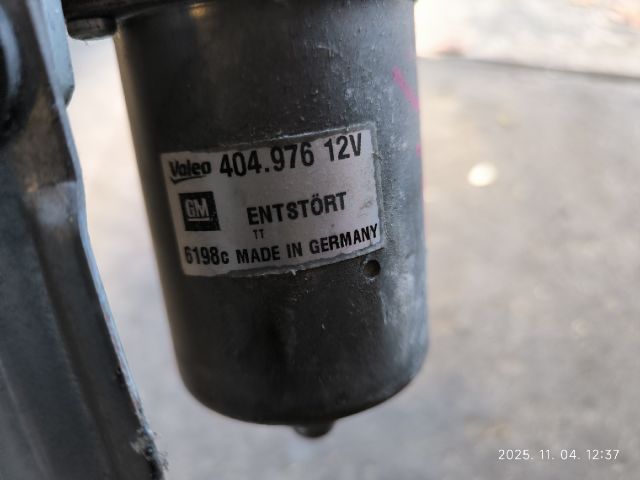 Valeo 404.976 12V
GM ENTSTÖRT
TT
6198c MADE IN GERMANY
2025. 11. 04. 12:37